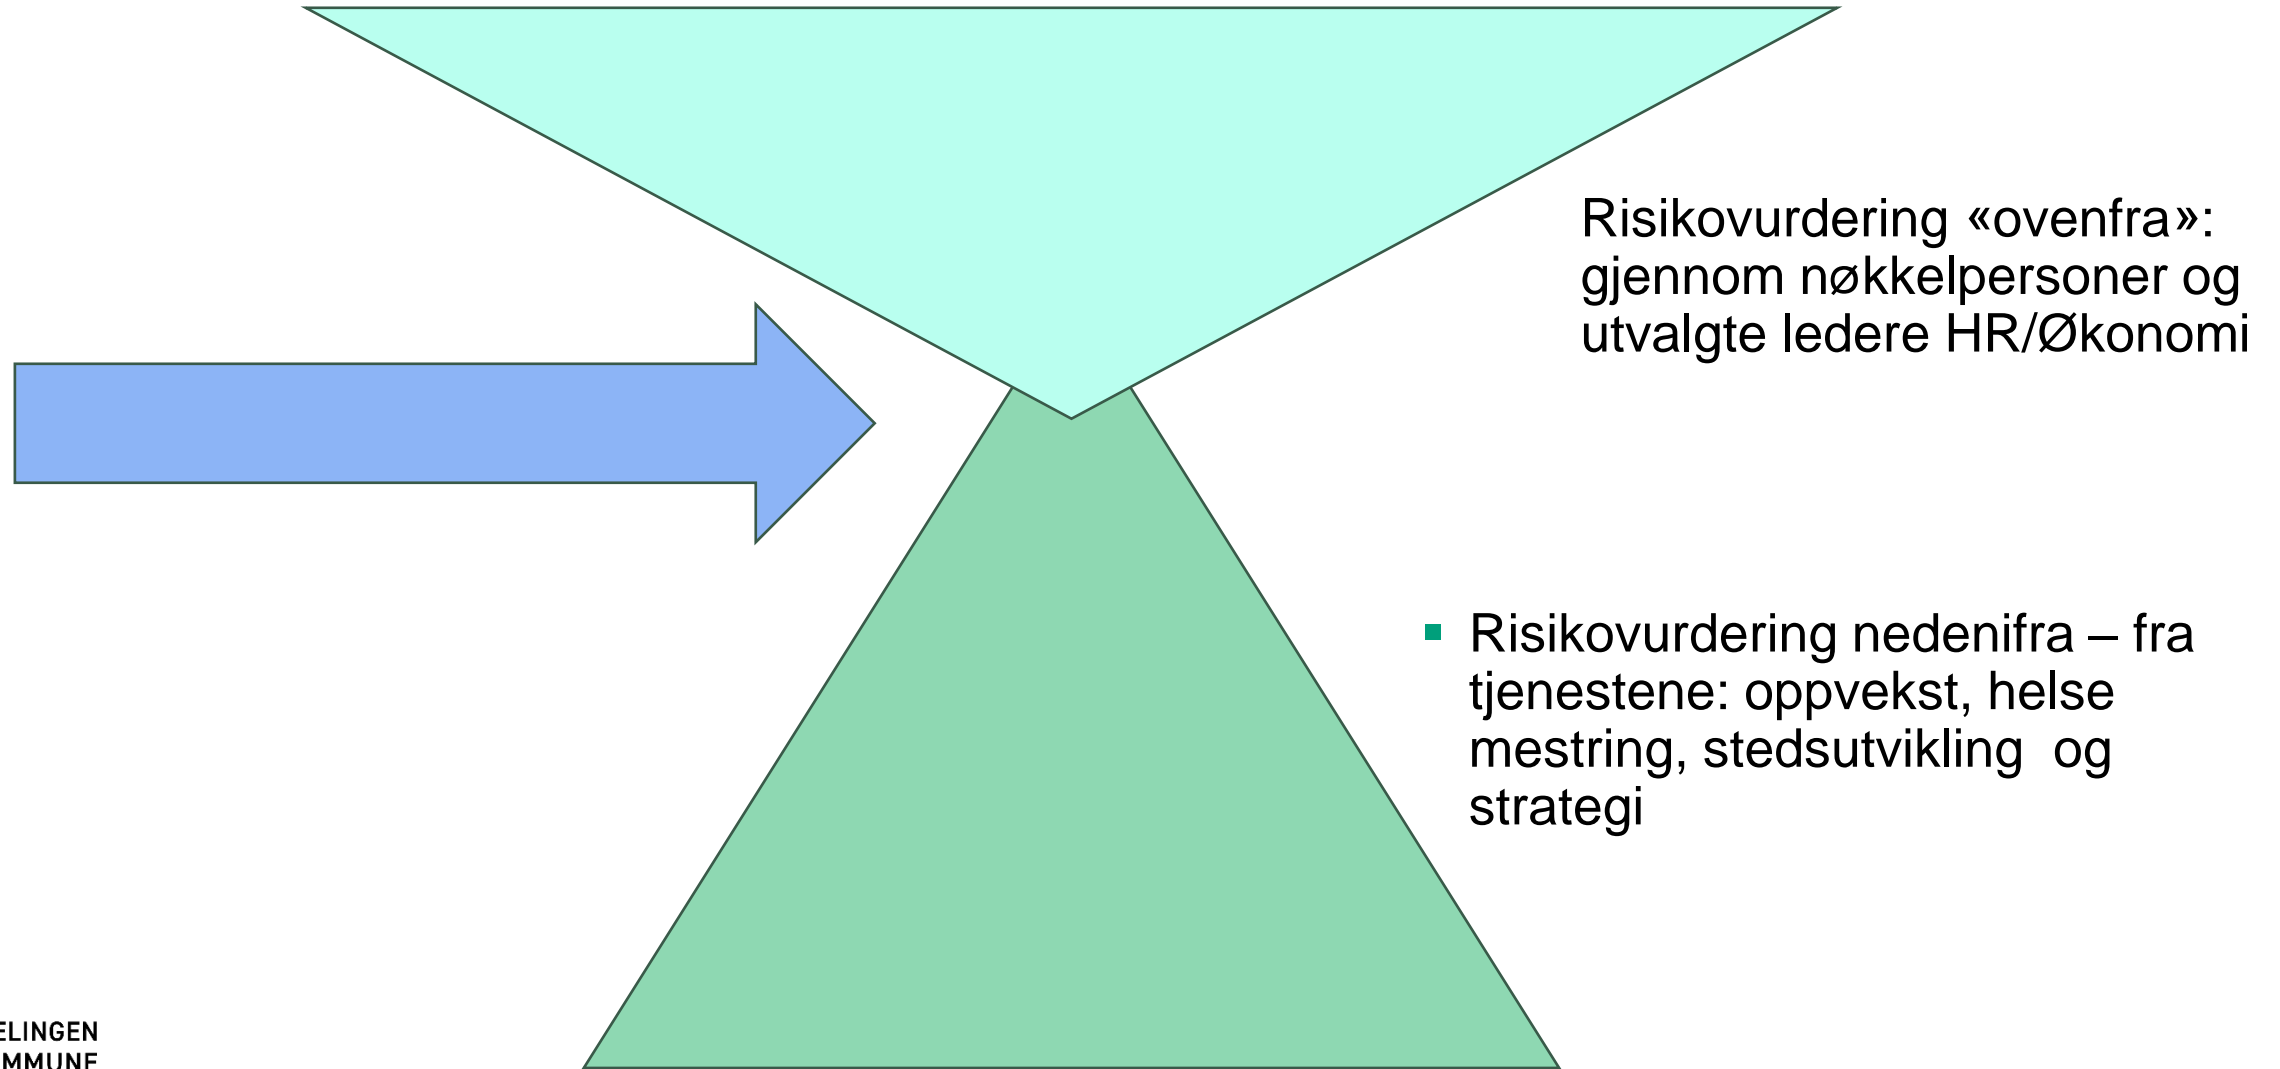 Risikovurdering «ovenfra»:
gjennom nøkkelpersoner og
utvalgte ledere HR/Økonomi
Risikovurdering nedenifra – fra
tjenestene: oppvekst, helse
mestring, stedsutvikling og
strategi
ELINGEN
MMUNE